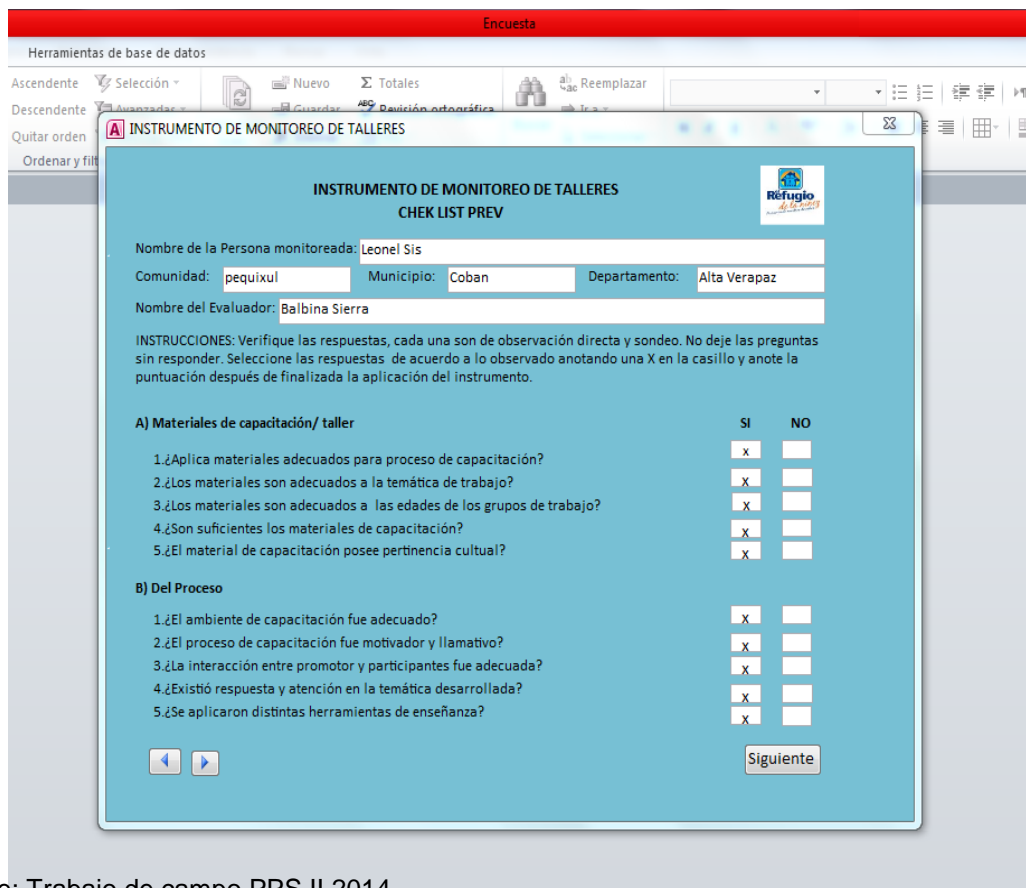 Encuesta
Herramientas de base de datos
Ascendente Selección Nuevo Σ Totales Reemplazar
Descendente Avanzadas Guardar Revisión ortográfica Ir a
Quitar orden
Ordenar y filt
INSTRUMENTO DE MONITOREO DE TALLERES
INSTRUMENTO DE MONITOREO DE TALLERES
CHEK LIST PREV
Refugio
de la niñez
Nombre de la Persona monitoreada: Leonel Sis
Comunidad: pequixul Municipio: Coban Departamento: Alta Verapaz
Nombre del Evaluador: Balbina Sierra
INSTRUCCIONES: Verifique las respuestas, cada una son de observación directa y sondeo. No deje las preguntas
sin responder. Seleccione las respuestas de acuerdo a lo observado anotando una X en la casillo y anote la
puntuación después de finalizada la aplicación del instrumento.
A) Materiales de capacitación/ taller SI NO
1.¿Aplica materiales adecuados para proceso de capacitación? x
2.¿Los materiales son adecuados a la temática de trabajo? x
3.¿Los materiales son adecuados a las edades de los grupos de trabajo? x
4.¿Son suficientes los materiales de capacitación? x
5.¿El material de capacitación posee pertinencia cultural? x
B) Del Proceso
1.¿El ambiente de capacitación fue adecuado? x
2.¿El proceso de capacitación fue motivador y llamativo? x
3.¿La interacción entre promotor y participantes fue adecuada? x
4.¿Existió respuesta y atención en la temática desarrollada? x
5.¿Se aplicaron distintas herramientas de enseñanza? x
Siguiente
e: Trabajo de campo PPS II 2014